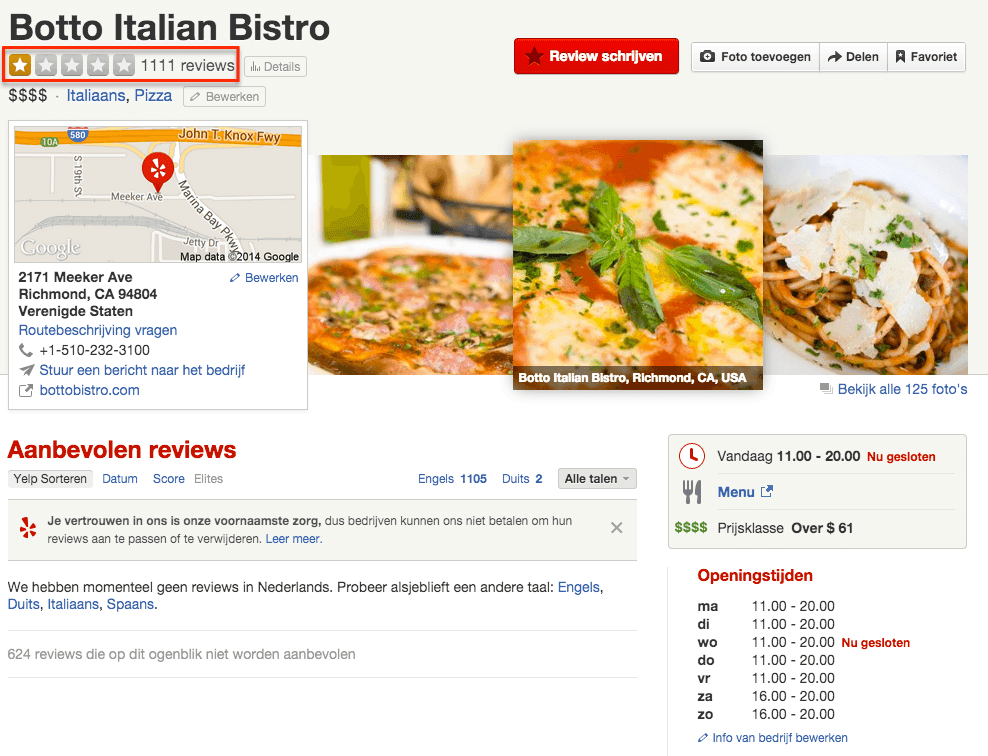 Botto Italian Bistro
1111 reviews
Details
Review schrijven
Foto toevoegen
Delen
Favoriet
$$$$ · Italiaans, Pizza
Bewerken
John T. Knox Fwy
580
10A
S 19th St
Meeker Ave
Marina Bay Pkwy
Jetty Dr
Google
Map data ©2014 Google
2171 Meeker Ave
Bewerken
Richmond, CA 94804
Verenigde Staten
Routebeschrijving vragen
+1-510-232-3100
Stuur een bericht naar het bedrijf
bottobistro.com
Botto Italian Bistro, Richmond, CA, USA
Bekijk alle 125 foto's
Aanbevolen reviews
Yelp Sorteren Datum Score Elites
Engels 1105 Duits 2 Alle talen
Je vertrouwen in ons is onze voornaamste zorg, dus bedrijven kunnen ons niet betalen om hun
reviews aan te passen of te verwijderen. Leer meer.
We hebben momenteel geen reviews in Nederlands. Probeer alsjeblieft een andere taal: Engels,
Duits, Italiaans, Spaans.
624 reviews die op dit ogenblik niet worden aanbevolen
Vandaag 11.00 - 20.00 Nu gesloten
Menu
$$$$ Prijsklasse Over $ 61
Openingstijden
ma 11.00 - 20.00
di 11.00 - 20.00
wo 11.00 - 20.00 Nu gesloten
do 11.00 - 20.00
vr 11.00 - 20.00
za 16.00 - 20.00
zo 16.00 - 20.00
Info van bedrijf bewerken